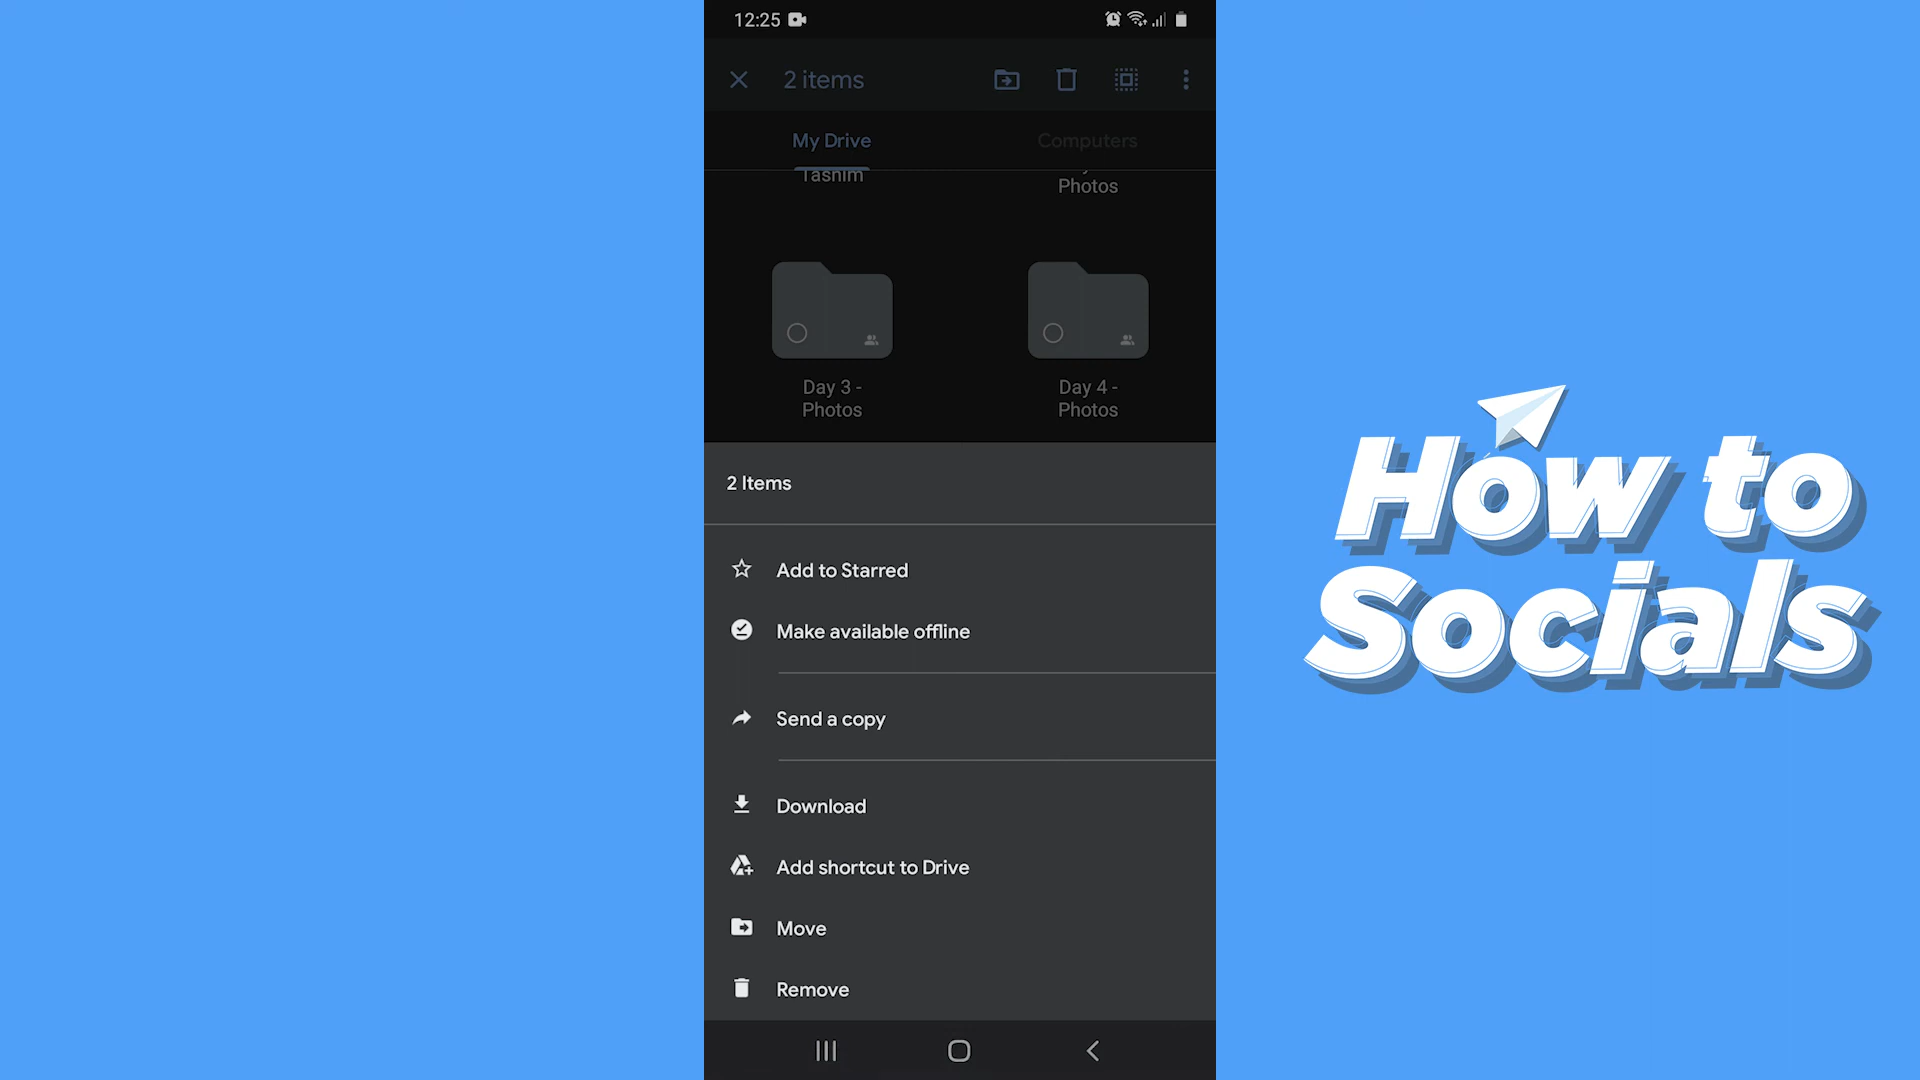 12:25
2 items
My Drive
Computers
Tashim
Photos
Day 3 -
Photos
Day 4 -
Photos
2 Items
Add to Starred
Make available offline
Send a copy
Download
Add shortcut to Drive
Move
Remove
How to
Socials